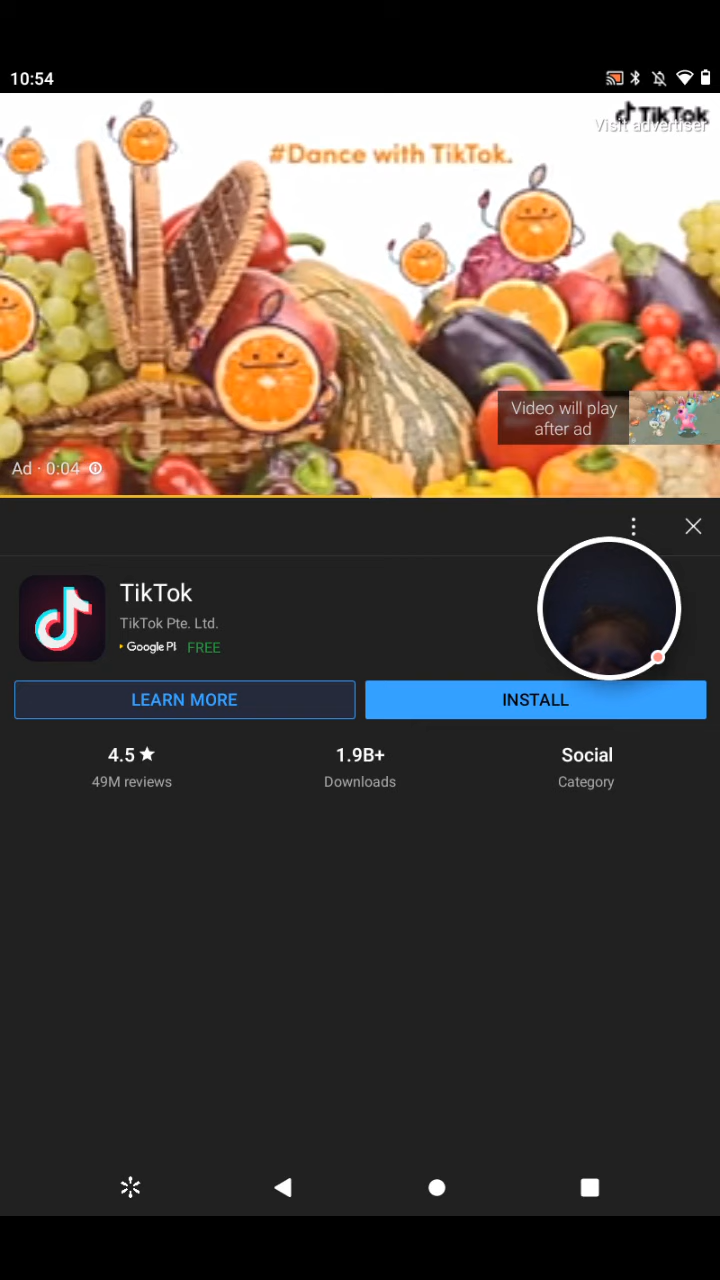 10:54
TikTok
Visit advertiser
#Dance with TikTok.
Video will play
after ad
Ad · 0:04
TikTok
TikTok Pte. Ltd.
Google Pl
FREE
LEARN MORE
INSTALL
4.5★
1.9B+
Social
49M reviews
Downloads
Category